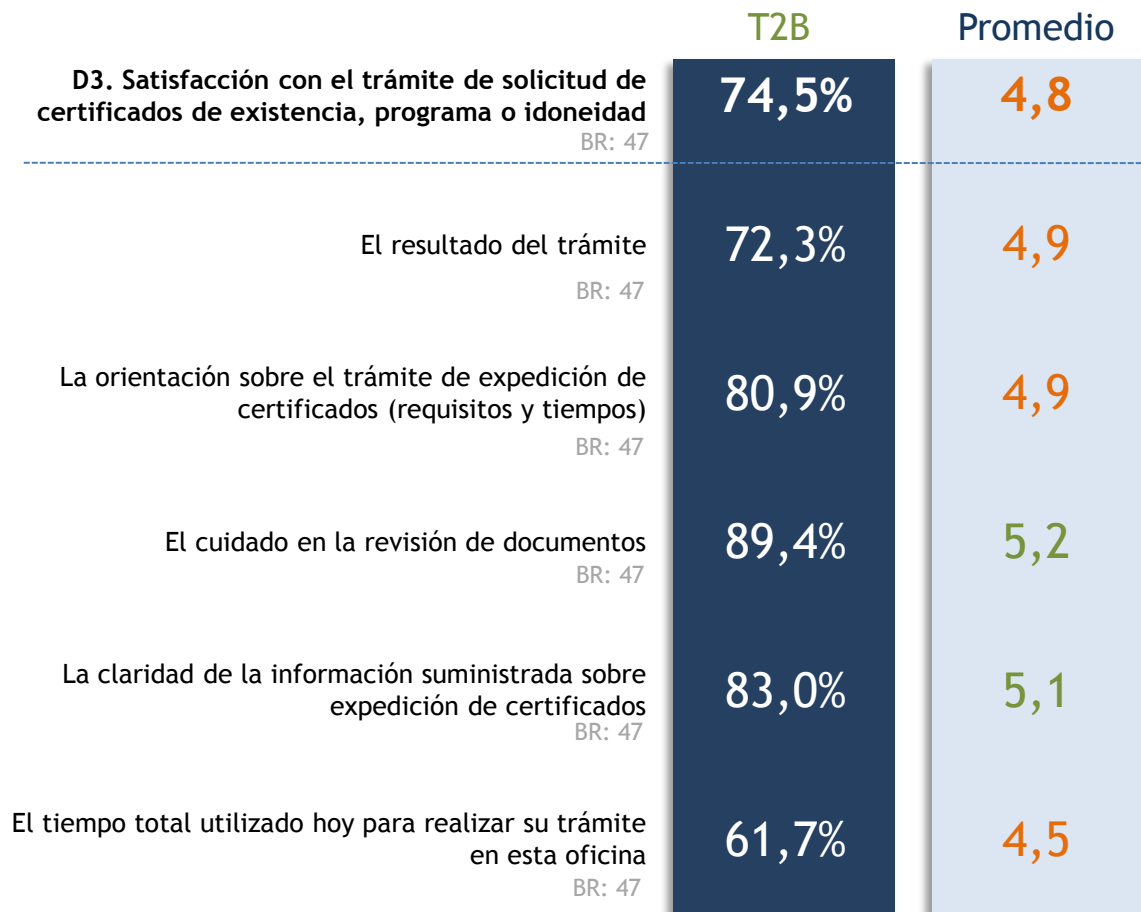 T2B Promedio
D3. Satisfacción con el trámite de solicitud de
certificados de existencia, programa o idoneidad
BR: 47
74,5% 4,8
El resultado del trámite
BR: 47
72,3% 4,9
La orientación sobre el trámite de expedición de
certificados (requisitos y tiempos)
BR: 47
80,9% 4,9
El cuidado en la revisión de documentos
BR: 47
89,4% 5,2
La claridad de la información suministrada sobre
expedición de certificados
BR: 47
83,0% 5,1
El tiempo total utilizado hoy para realizar su trámite
en esta oficina
BR: 47
61,7% 4,5